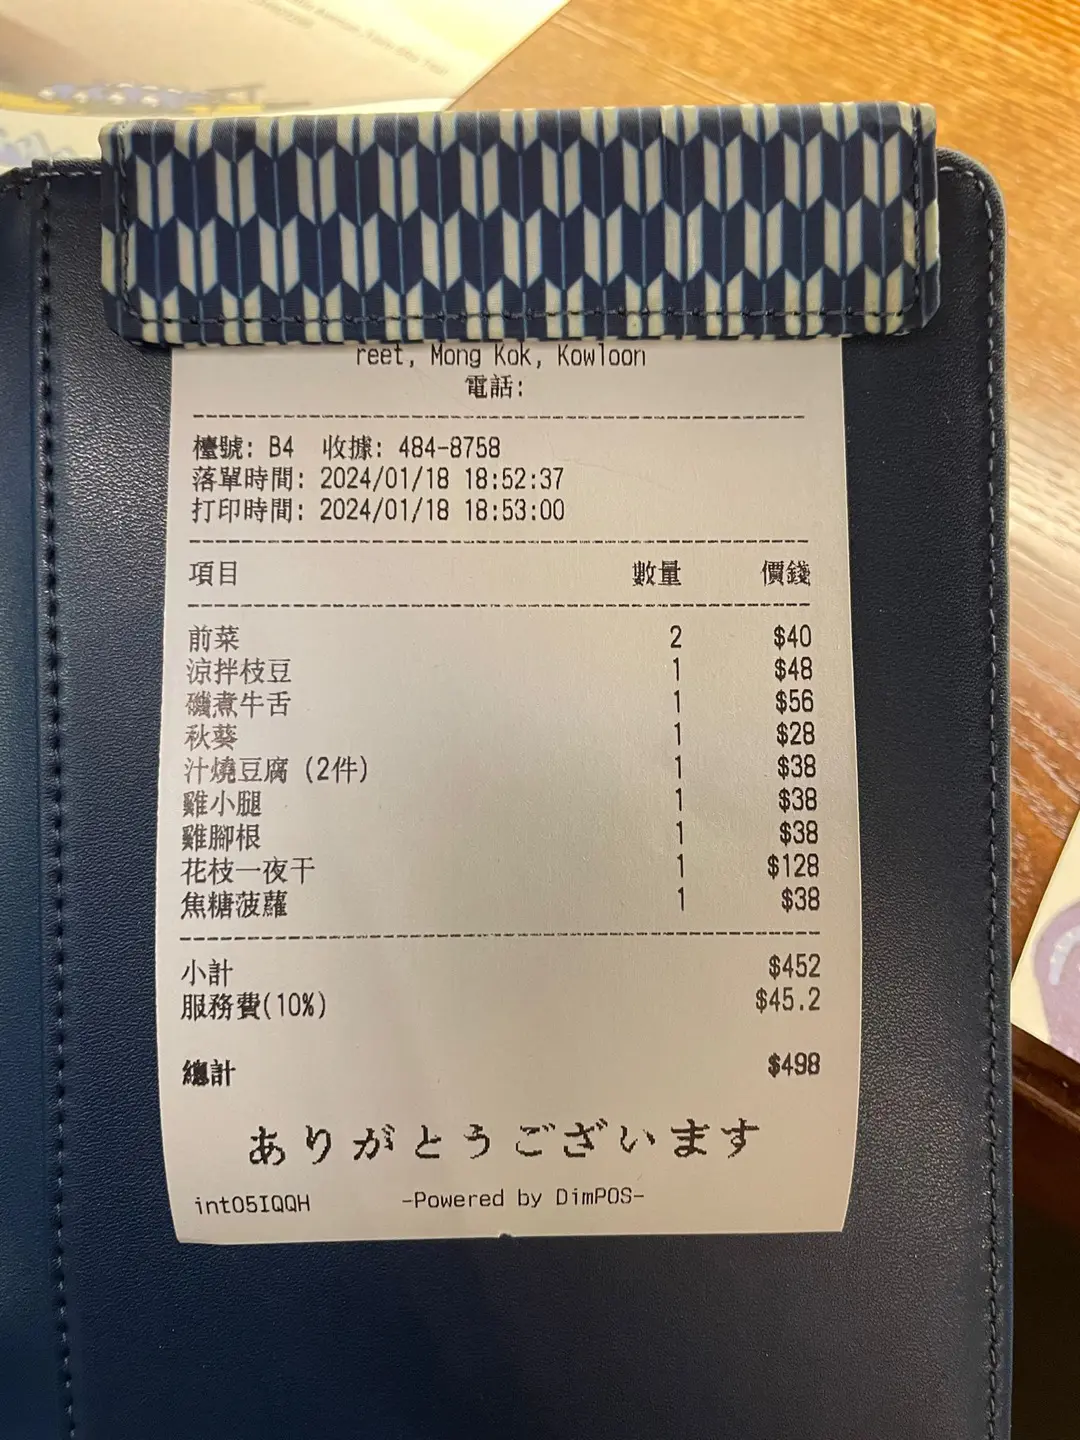 reet, Mong Kok, Kowloon
電話:
檯號: B4 收據: 484-8758
落單時間: 2024/01/18 18:52:37
打印時間: 2024/01/18 18:53:00
項目 數量 價錢
前菜 2 $40
涼拌枝豆 1 $48
磯煮牛舌 1 $56
秋葵 1 $28
汁燒豆腐 (2件) 1 $38
雞小腿 1 $38
雞腳根 1 $38
花枝一夜干 1 $128
焦糖菠蘿 1 $38
小計 $452
服務費(10%) $45.2
總計 $498
ありがとうございます
int05IQQH -Powered by DimPOS-